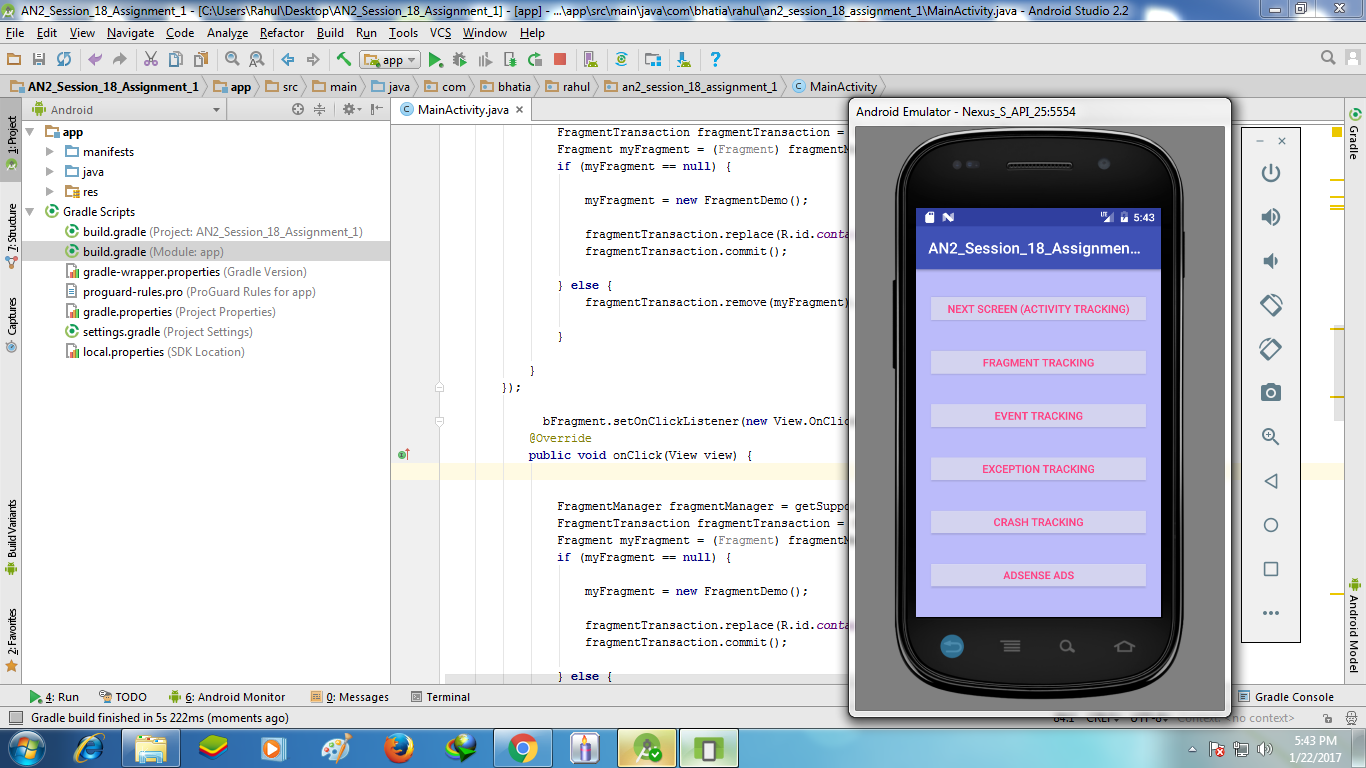 AN2_Session_18_Assignment_1 - [C:\Users\Rahul\Desktop\AN2_Session_18_Assignment_1] - [app] - ...\app\src\main\java\com\bhatia\rahul\an2_session_18_assignment_1\MainActivity.java - Android Studio 2.2
File Edit View Navigate Code Analyze Refactor Build Run Tools VCS Window Help
app
AN2_Session_18_Assignment_1 app src main java com bhatia rahul an2_session_18_assignment_1 MainActivity
1: Project
7: Structure
Captures
Build Variants
2: Favorites
Android
app
manifests
java
res
Gradle Scripts
build.gradle (Project: AN2_Session_18_Assignment_1)
build.gradle (Module: app)
gradle-wrapper.properties (Gradle Version)
proguard-rules.pro (ProGuard Rules for app)
gradle.properties (Project Properties)
settings.gradle (Project Settings)
local.properties (SDK Location)
MainActivity.java
FragmentTransaction fragmentTransaction =
Fragment myFragment = (Fragment) fragmentM
if (myFragment == null) {
myFragment = new FragmentDemo();
fragmentTransaction.replace(R.id.conta
fragmentTransaction.commit();
} else {
fragmentTransaction.remove(myFragment)
}
}
});
bFragment.setOnClickListener(new View.OnClic
@Override
public void onClick(View view) {
FragmentManager fragmentManager = getSuppo
FragmentTransaction fragmentTransaction =
Fragment myFragment = (Fragment) fragmentM
if (myFragment == null) {
myFragment = new FragmentDemo();
fragmentTransaction.replace(R.id.conta
fragmentTransaction.commit();
} else {
Android Emulator - Nexus_S_API_25:5554
5:43
AN2_Session_18_Assignmen...
NEXT SCREEN (ACTIVITY TRACKING)
FRAGMENT TRACKING
EVENT TRACKING
EXCEPTION TRACKING
CRASH TRACKING
ADSENSE ADS
Gradle
Android Model
4: Run TODO 6: Android Monitor 0: Messages Terminal Gradle Console
Gradle build finished in 5s 222ms (moments ago) Context: <no context>
5:43 PM
1/22/2017